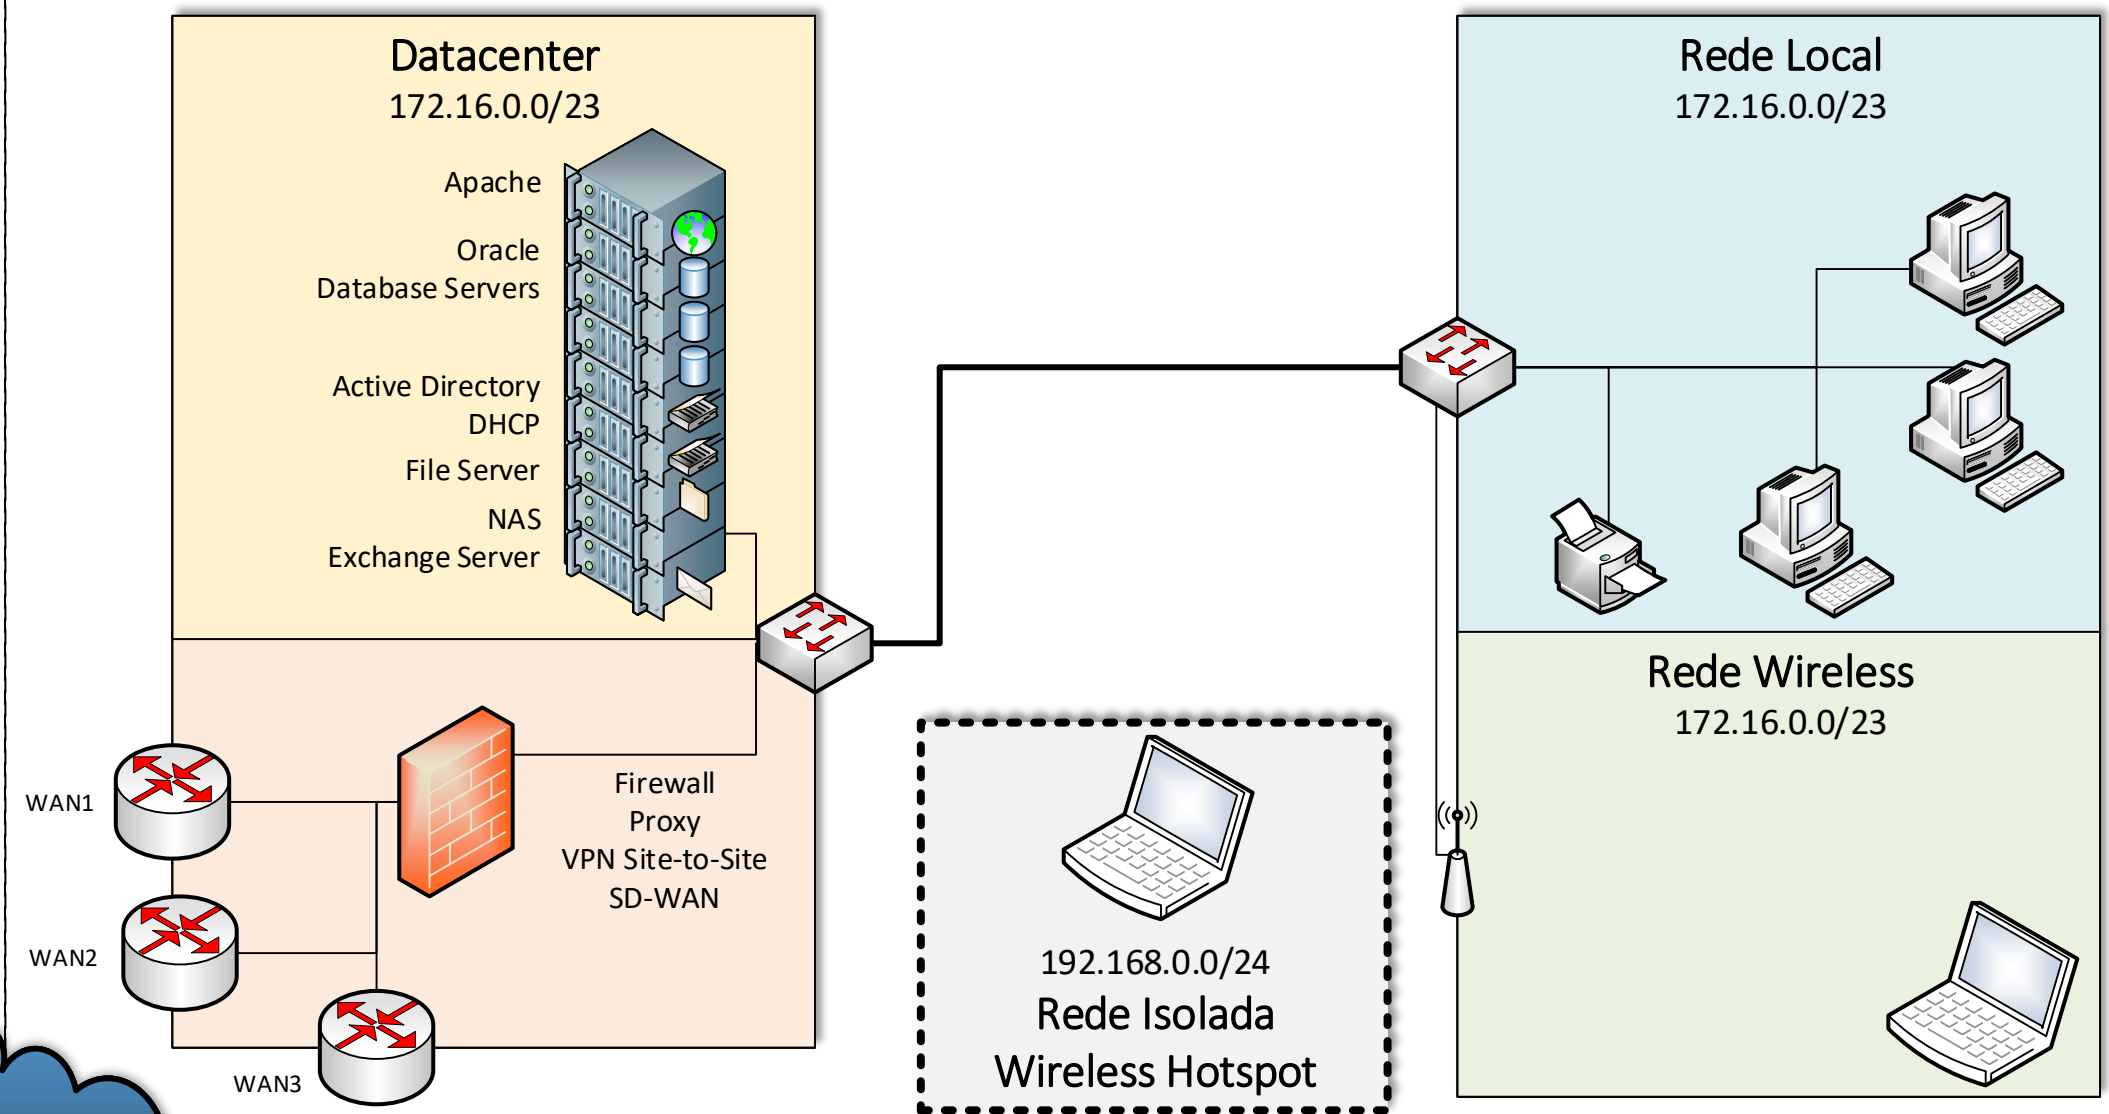 Datacenter
172.16.0.0/23
Apache
Oracle
Database Servers
Active Directory
DHCP
File Server
NAS
Exchange Server
Firewall
Proxy
VPN Site-to-Site
SD-WAN
WAN1
WAN2
WAN3
192.168.0.0/24
Rede Isolada
Wireless Hotspot
Rede Local
172.16.0.0/23
Rede Wireless
172.16.0.0/23